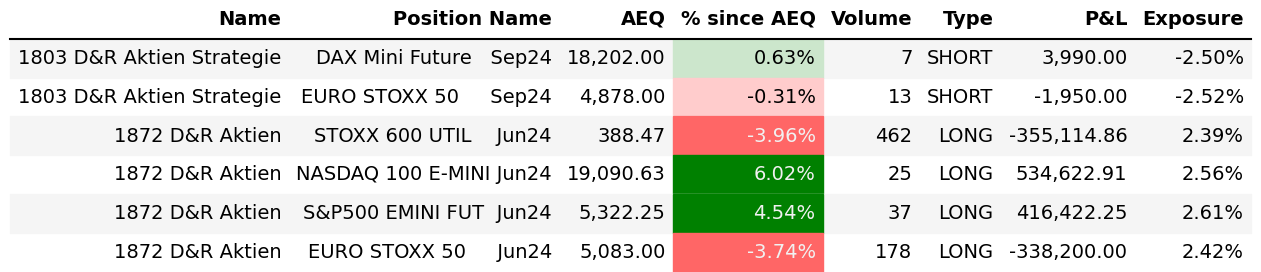 Name Position Name AEQ % since AEQ Volume Type P&L Exposure
1803 D&R Aktien Strategie DAX Mini Future Sep24 18,202.00 0.63% 7 SHORT 3,990.00 -2.50%
1803 D&R Aktien Strategie EURO STOXX 50 Sep24 4,878.00 -0.31% 13 SHORT -1,950.00 -2.52%
1872 D&R Aktien STOXX 600 UTIL Jun24 388.47 -3.96% 462 LONG -355,114.86 2.39%
1872 D&R Aktien NASDAQ 100 E-MINI Jun24 19,090.63 6.02% 25 LONG 534,622.91 2.56%
1872 D&R Aktien S&P500 EMINI FUT Jun24 5,322.25 4.54% 37 LONG 416,422.25 2.61%
1872 D&R Aktien EURO STOXX 50 Jun24 5,083.00 -3.74% 178 LONG -338,200.00 2.42%